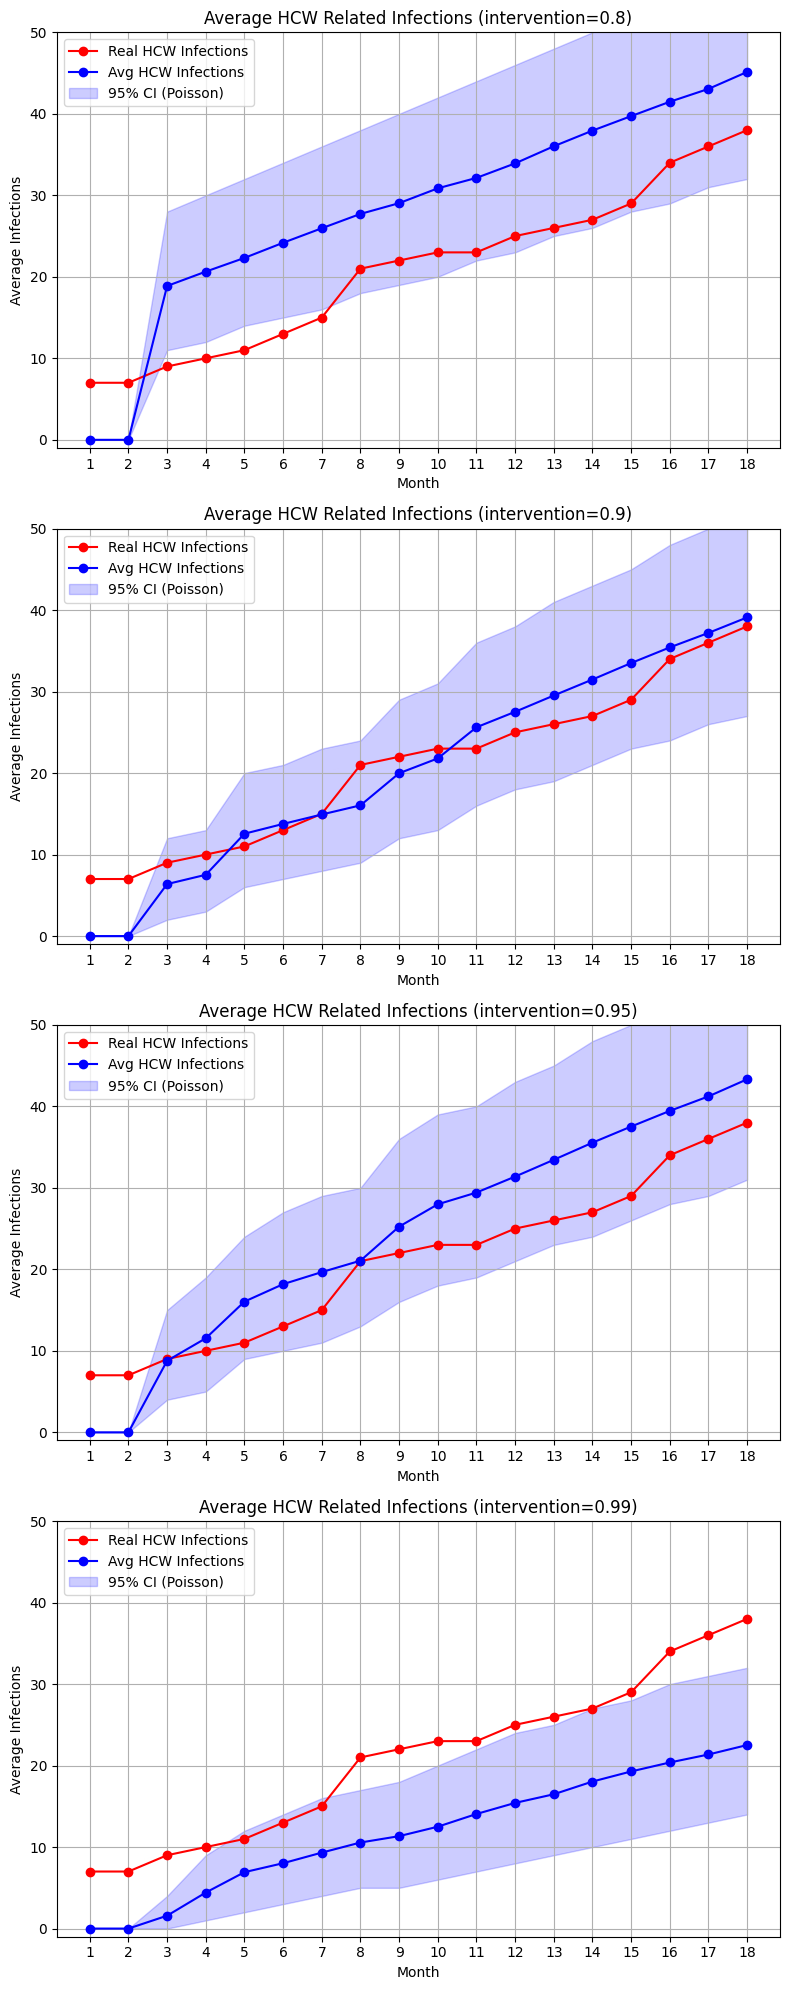 Average HCW Related Infections (intervention=0.8)
Real HCW Infections
Avg HCW Infections
95% CI (Poisson)
Average Infections
50
40
30
20
10
0
1 2 3 4 5 6 7 8 9 10 11 12 13 14 15 16 17 18
Month
Average HCW Related Infections (intervention=0.9)
Real HCW Infections
Avg HCW Infections
95% CI (Poisson)
Average Infections
50
40
30
20
10
0
1 2 3 4 5 6 7 8 9 10 11 12 13 14 15 16 17 18
Month
Average HCW Related Infections (intervention=0.95)
Real HCW Infections
Avg HCW Infections
95% CI (Poisson)
Average Infections
50
40
30
20
10
0
1 2 3 4 5 6 7 8 9 10 11 12 13 14 15 16 17 18
Month
Average HCW Related Infections (intervention=0.99)
Real HCW Infections
Avg HCW Infections
95% CI (Poisson)
Average Infections
50
40
30
20
10
0
1 2 3 4 5 6 7 8 9 10 11 12 13 14 15 16 17 18
Month